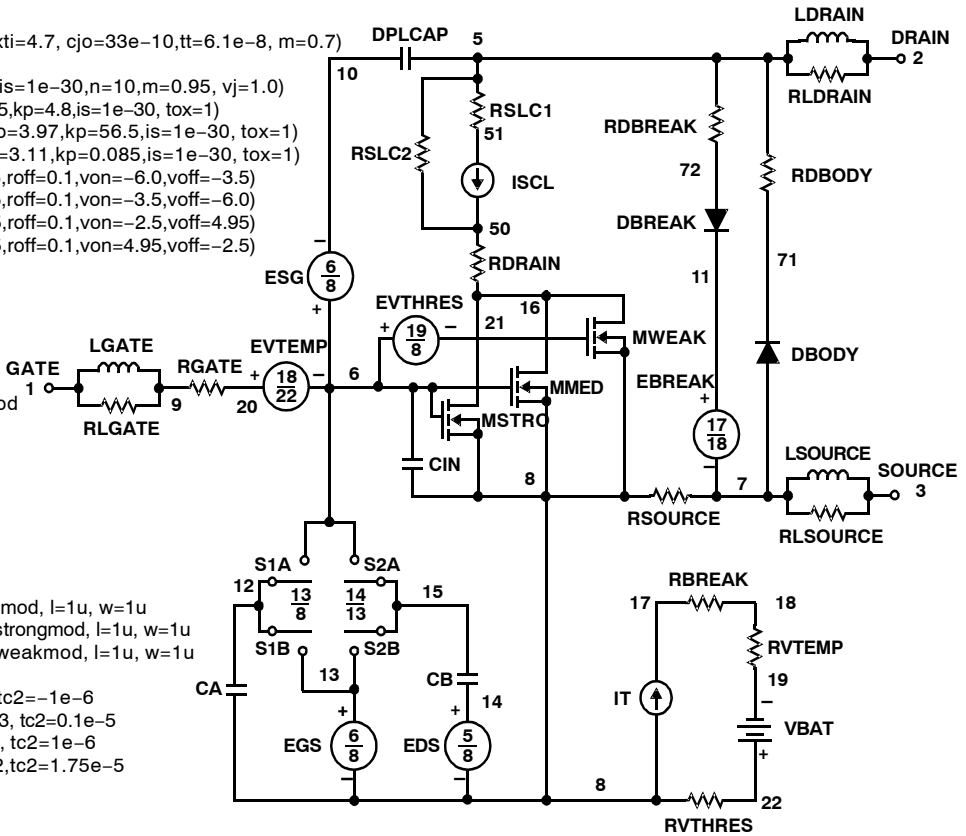 xti=4.7, cjo=33e−10,tt=6.1e−8, m=0.7)
is=1e−30,n=10,m=0.95, vj=1.0)
5,kp=4.8,is=1e−30, tox=1)
o=3.97,kp=56.5,is=1e−30, tox=1)
=3.11,kp=0.085,is=1e−30, tox=1)
,roff=0.1,von=−6.0,voff=−3.5)
,roff=0.1,von=−3.5,voff=−6.0)
,roff=0.1,von=−2.5,voff=4.95)
,roff=0.1,von=4.95,voff=−2.5)
LDRAIN
DPLCAP
5
DRAIN
2
10
RLDRAIN
RSLC1
51
RDBREAK
RSLC2
72
RDBODY
ISCL
DBREAK
50
−
RDRAIN
71
ESG
6
8
11
+
EVTHRES
16
+
19
8
−
21
MWEAK
LGATE
EVTEMP
DBODY
GATE
1
RGATE
+
18
22
−
6
EBREAK
MMED
od
9
20
+
MSTRO
17
18
RLGATE
LSOURCE
CIN
−
SOURCE
3
8
7
RSOURCE
RLSOURCE
S1A
S2A
12
13
8
14
13
15
RBREAK
mod, l=1u, w=1u
17
18
strongmod, l=1u, w=1u
S1B
S2B
RVTEMP
weakmod, l=1u, w=1u
13
CB
19
CA
14
IT
−
tc2=−1e−6
+
+
VBAT
3, tc2=0.1e−5
EGS
6
8
EDS
5
8
, tc2=1e−6
+
2,tc2=1.75e−5
−
−
8
22
RVTHRES